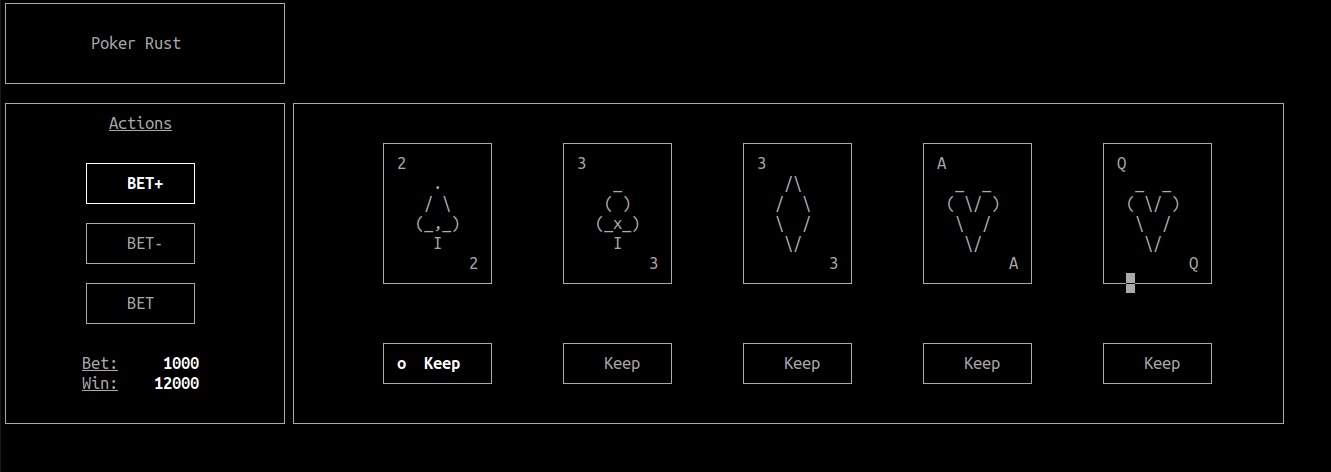 Poker Rust
Actions
BET+
BET-
BET
Bet: 1000
Win: 12000
2 3 3 A Q
2 3 3 A Q
o Keep Keep Keep Keep Keep